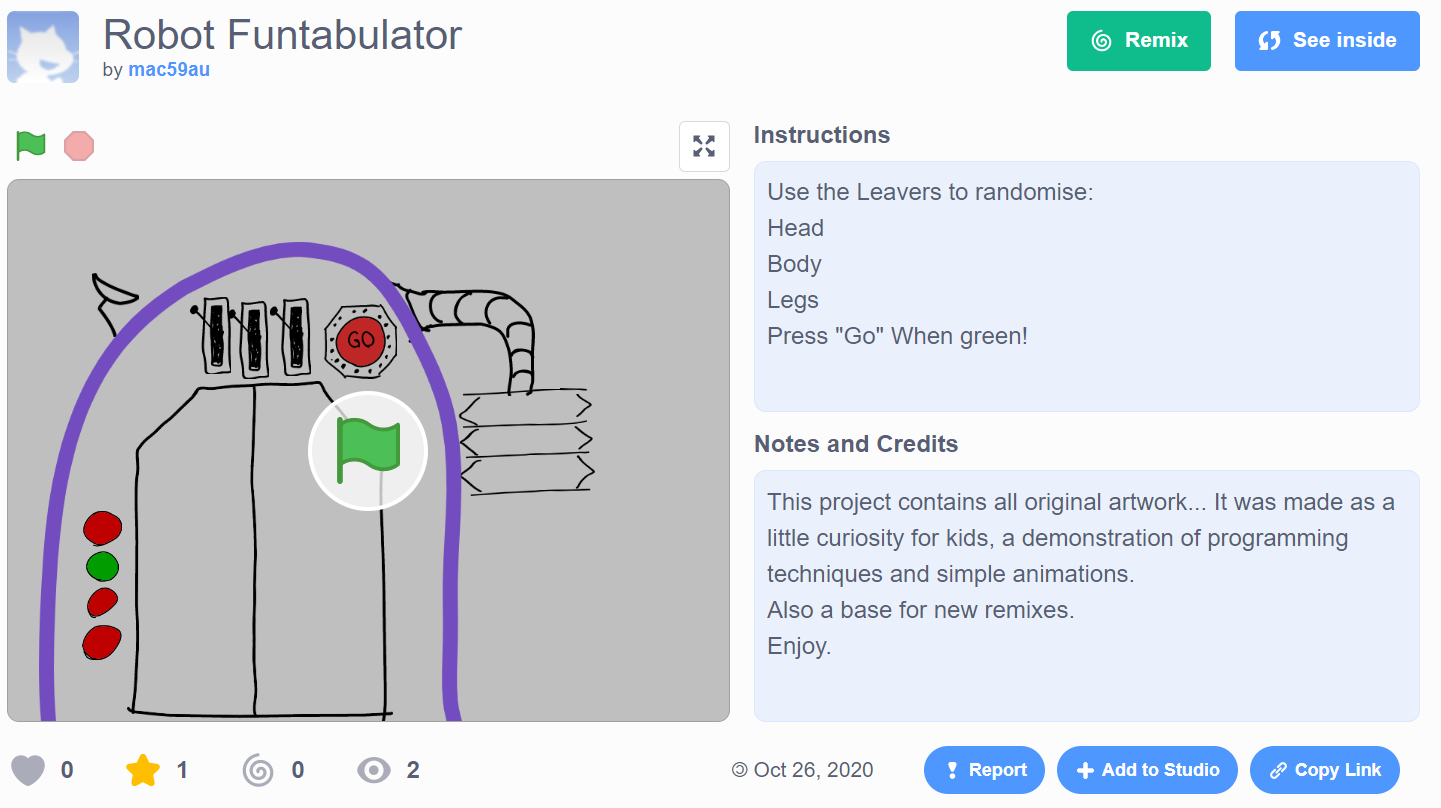 Robot Funtabulator
by mac59au
Remix
See inside
GO
Instructions
Use the Leavers to randomise:
Head
Body
Legs
Press "Go" When green!
Notes and Credits
This project contains all original artwork... It was made as a
little curiosity for kids, a demonstration of programming
techniques and simple animations.
Also a base for new remixes.
Enjoy.
0
1
0
2
Oct 26, 2020
Report
Add to Studio
Copy Link